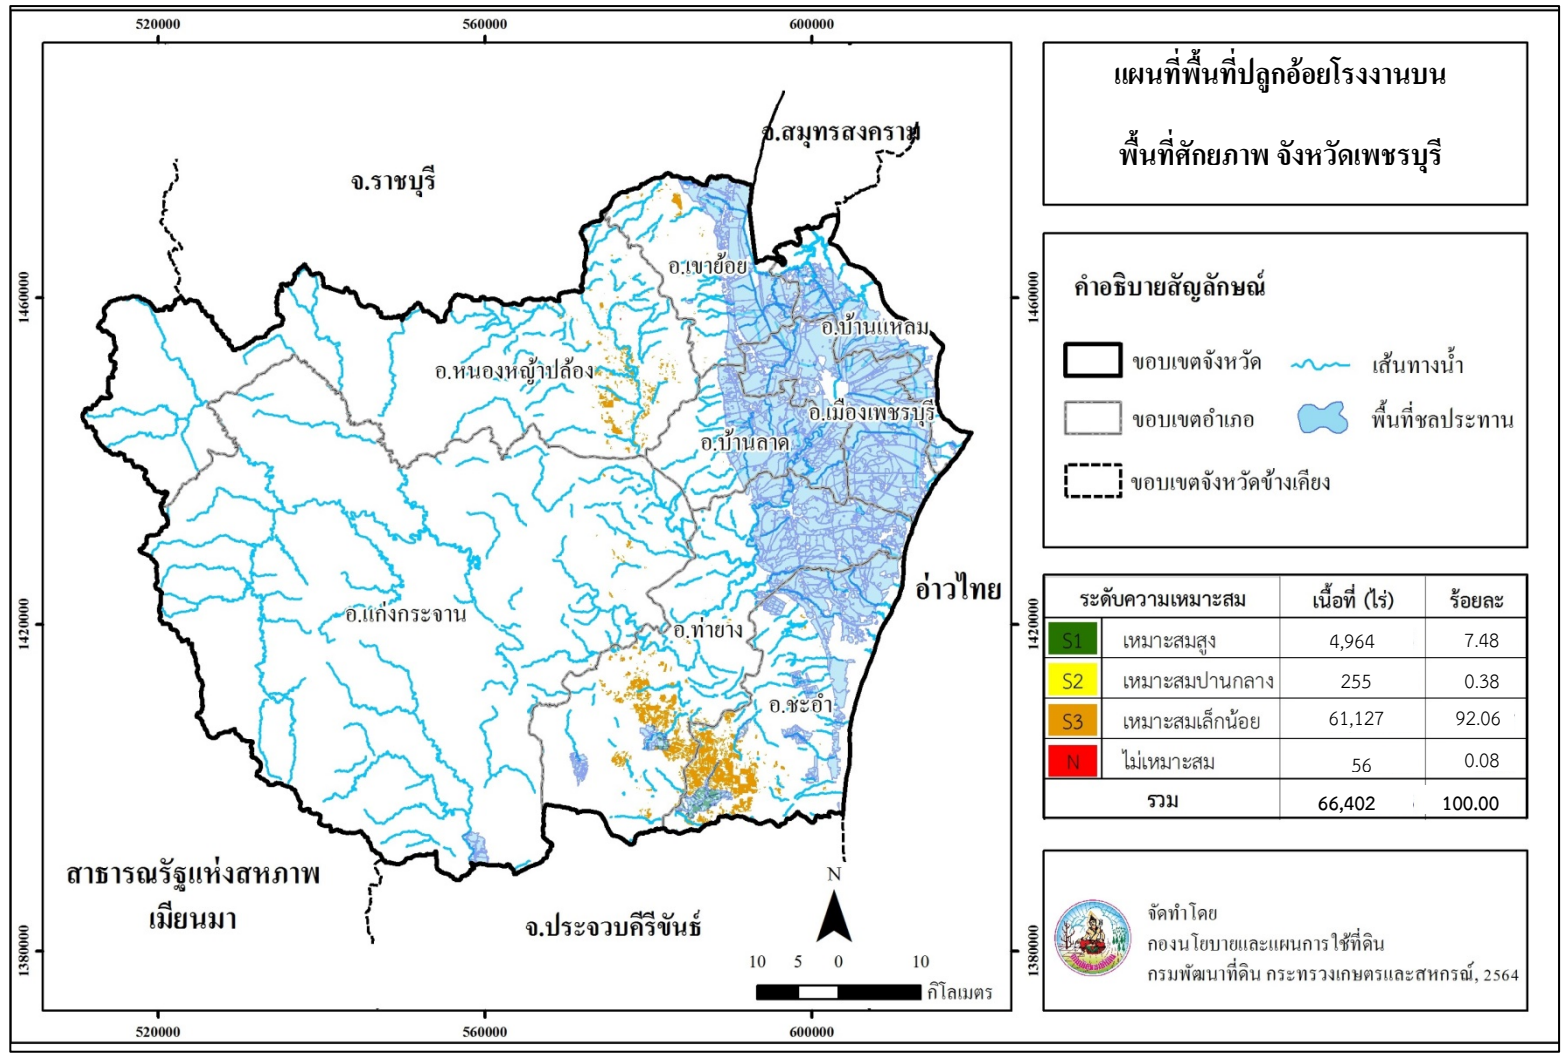 520000 560000 600000
แผนที่พื้นที่ปลูกอ้อยโรงงานบน
พื้นที่ศักยภาพ จังหวัดเพชรบุรี
จ.สมุทรสงคราม
จ.ราชบุรี
อ.เขาย้อย
1460000
1460000
อ.บ้านแหลม
อ.หนองหญ้าปล้อง
อ.เมืองเพชรบุรี
อ.บ้านลาด
อ่าวไทย
อ.แก่งกระจาน
อ.ท่ายาง
1420000
1420000
อ.ชะอำ
สาธารณรัฐแห่งสหภาพ
เมียนมา
จ.ประจวบคีรีขันธ์
1380000
1380000
N
10 5 0 10
กิโลเมตร
520000 560000 600000
คำอธิบายสัญลักษณ์
ขอบเขตจังหวัด เส้นทางน้ำ
ขอบเขตอำเภอ พื้นที่ชลประทาน
ขอบเขตจังหวัดข้างเคียง
ระดับความเหมาะสม เนื้อที่ (ไร่) ร้อยละ
S1 เหมาะสมสูง 4,964 7.48
S2 เหมาะสมปานกลาง 255 0.38
S3 เหมาะสมเล็กน้อย 61,127 92.06
N ไม่เหมาะสม 56 0.08
รวม 66,402 100.00
จัดทำโดย
กองนโยบายและแผนการใช้ที่ดิน
กรมพัฒนาที่ดิน กระทรวงเกษตรและสหกรณ์, 2564